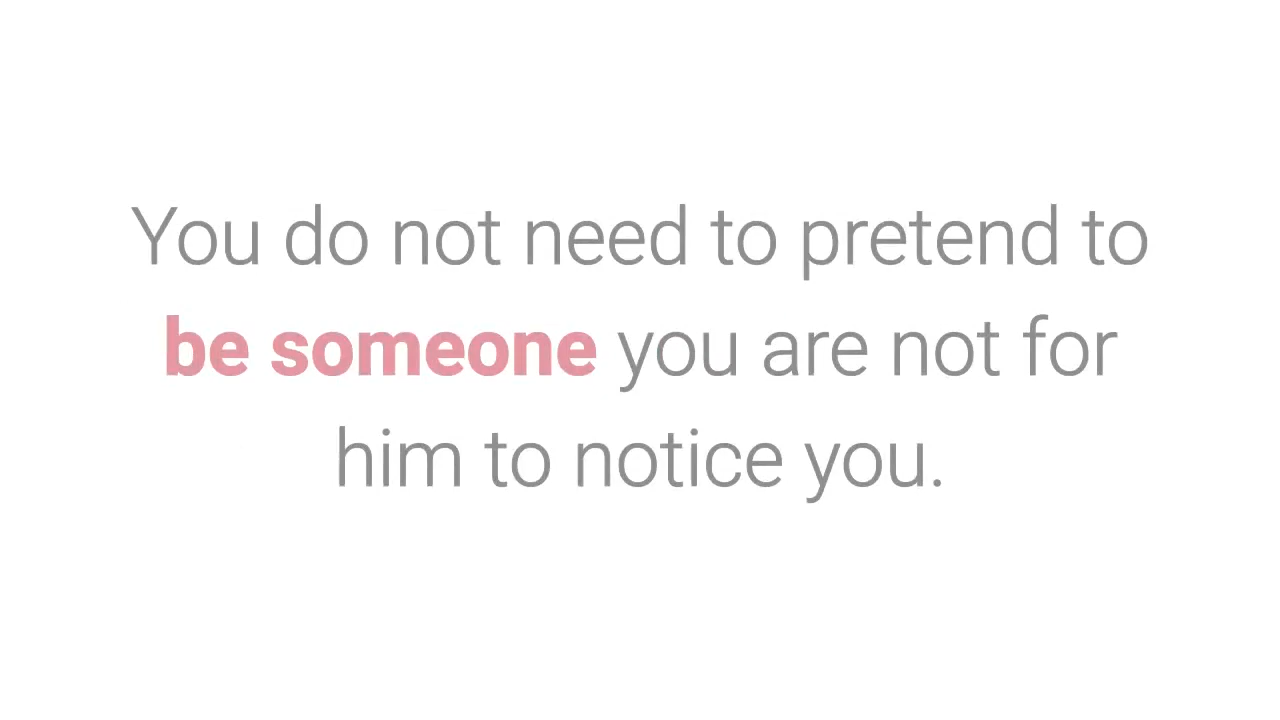 You do not need to pretend to
be someone you are not for
him to notice you.